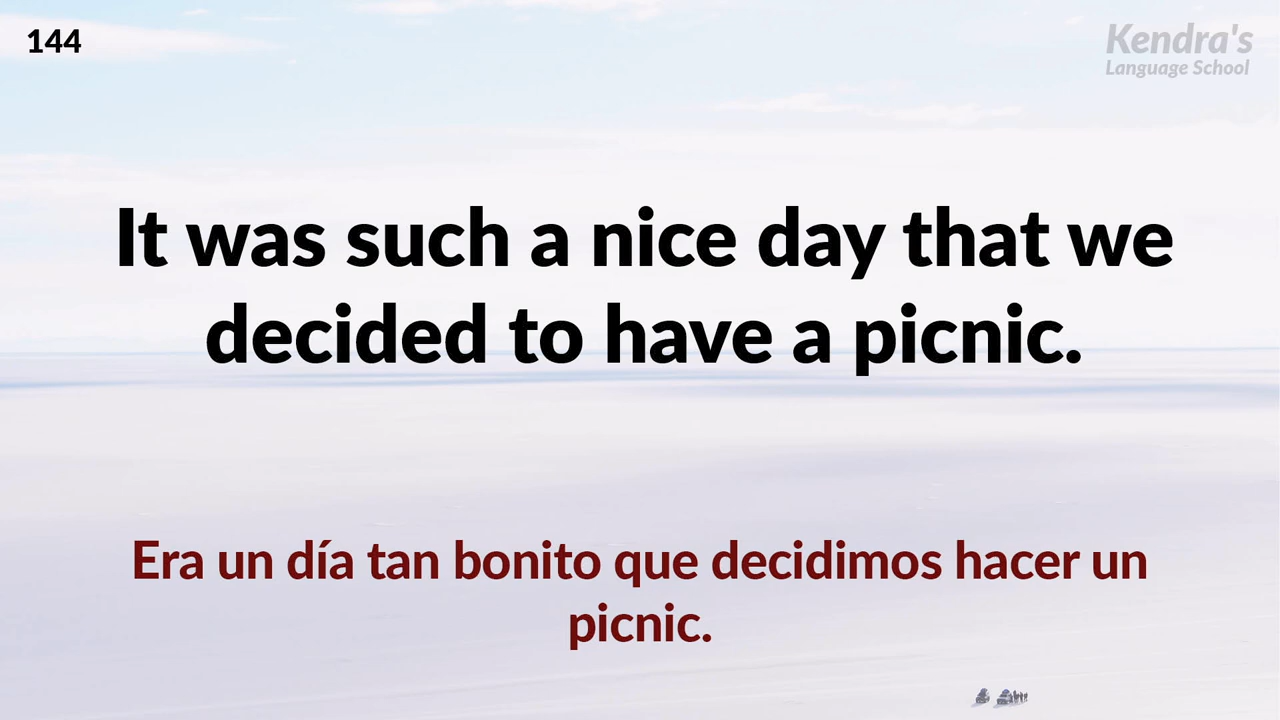 144
Kendra's
Language School
It was such a nice day that we
decided to have a picnic.
Era un día tan bonito que decidimos hacer un
picnic.